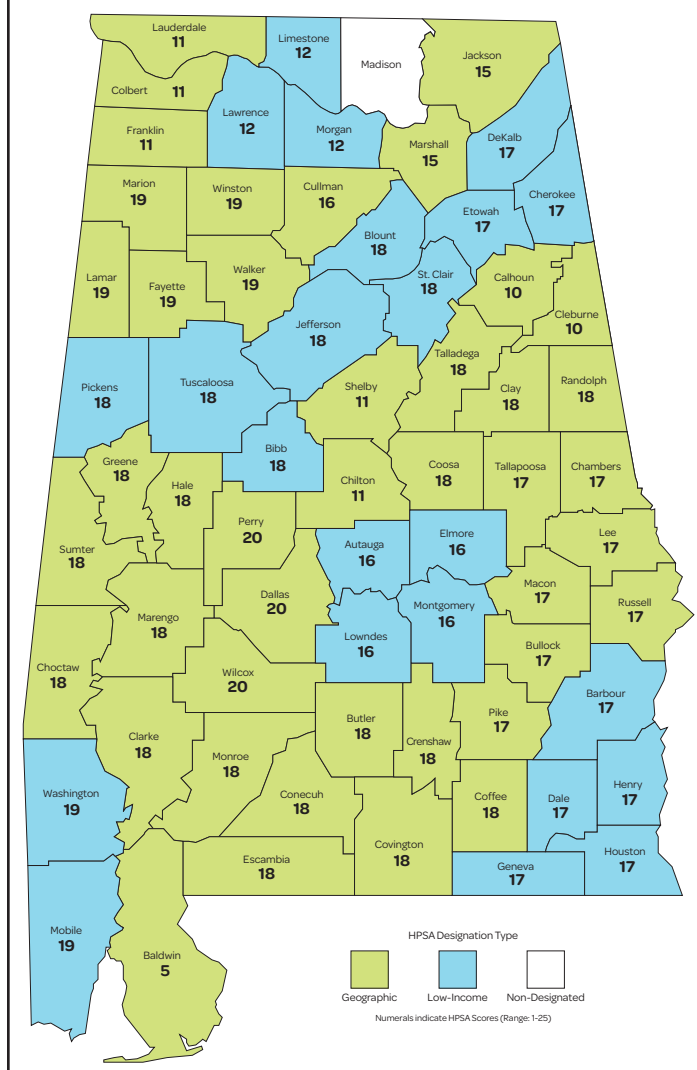 Lauderdale
11
Limestone
12
Madison
Jackson
15
Colbert 11
Lawrence
12
Franklin
11
Morgan
12
Marshall
15
DeKalb
17
Marion
19
Winston
19
Cullman
16
Cherokee
17
Etowah
17
Blount
18
St. Clair
18
Calhoun
10
Lamar
19
Fayette
19
Walker
19
Cleburne
10
Jefferson
18
Talladega
18
Pickens
18
Tuscaloosa
18
Shelby
11
Clay
18
Randolph
18
Bibb
18
Greene
18
Hale
18
Chilton
11
Coosa
18
Tallapoosa
17
Chambers
17
Perry
20
Sumter
18
Autauga
16
Elmore
16
Lee
17
Macon
17
Dallas
20
Montgomery
16
Russell
17
Marengo
18
Lowndes
16
Bullock
17
Choctaw
18
Wilcox
20
Barbour
17
Clarke
18
Butler
18
Crenshaw
18
Pike
17
Monroe
18
Washington
19
Conecuh
18
Coffee
18
Dale
17
Henry
17
Covington
18
Escambia
18
Geneva
17
Houston
17
Mobile
19
Baldwin
5
HPSA Designation Type
Geographic Low-Income Non-Designated
Numerals indicate HPSA Scores (Range: 1-25)